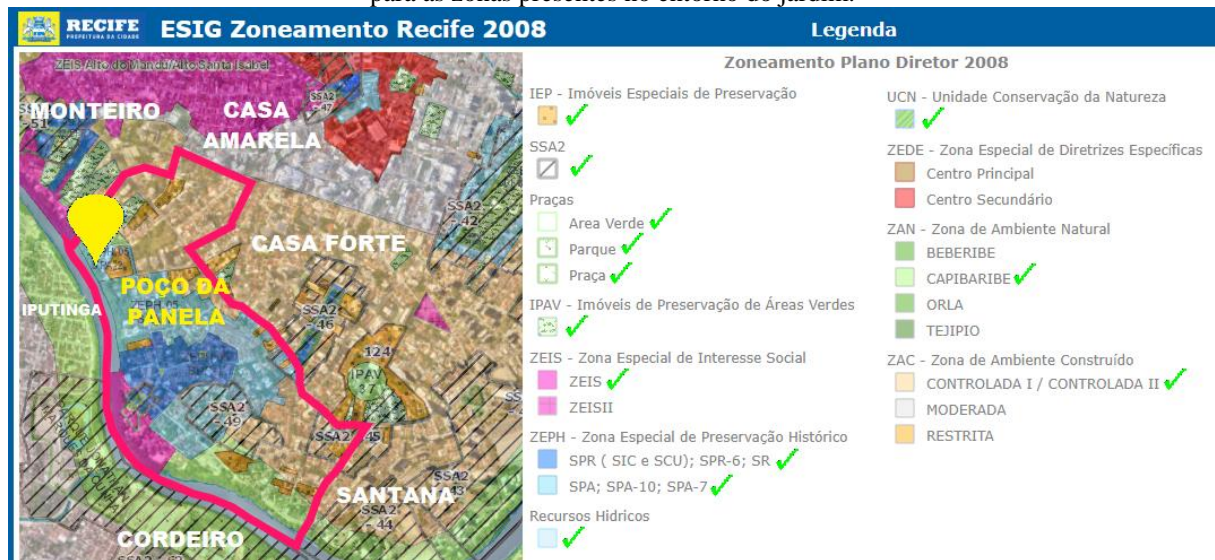 para as zonas presentes no entorno do jardim.
RECIFE
PREFEITURA DA CIDADE
ESIG Zoneamento Recife 2008
Legenda
ZEIS Alto do Mandú/Alto Santa Isabel
MONTEIRO
CASA
AMARELA
SSA2
- 47
- 51
SSA2
- 42
CASA FORTE
IPUTINGA
POÇO DA
PANELA
ZEPH 05
SSA2
- 46
124
IPAV
87
SSA2
- 49
SSA2 - 45
SSA2
- 43
SANTANA
SSA2
- 44
CORDEIRO
Zoneamento Plano Diretor 2008
IEP - Imóveis Especiais de Preservação
SSA2
Praças
Area Verde
Parque
Praça
IPAV - Imóveis de Preservação de Áreas Verdes
ZEIS - Zona Especial de Interesse Social
ZEIS
ZEISII
ZEPH - Zona Especial de Preservação Histórico
SPR ( SIC e SCU); SPR-6; SR
SPA; SPA-10; SPA-7
Recursos Hidricos
UCN - Unidade Conservação da Natureza
ZEDE - Zona Especial de Diretrizes Específicas
Centro Principal
Centro Secundário
ZAN - Zona de Ambiente Natural
BEBERIBE
CAPIBARIBE
ORLA
TEJIPIO
ZAC - Zona de Ambiente Construído
CONTROLADA I / CONTROLADA II
MODERADA
RESTRITA